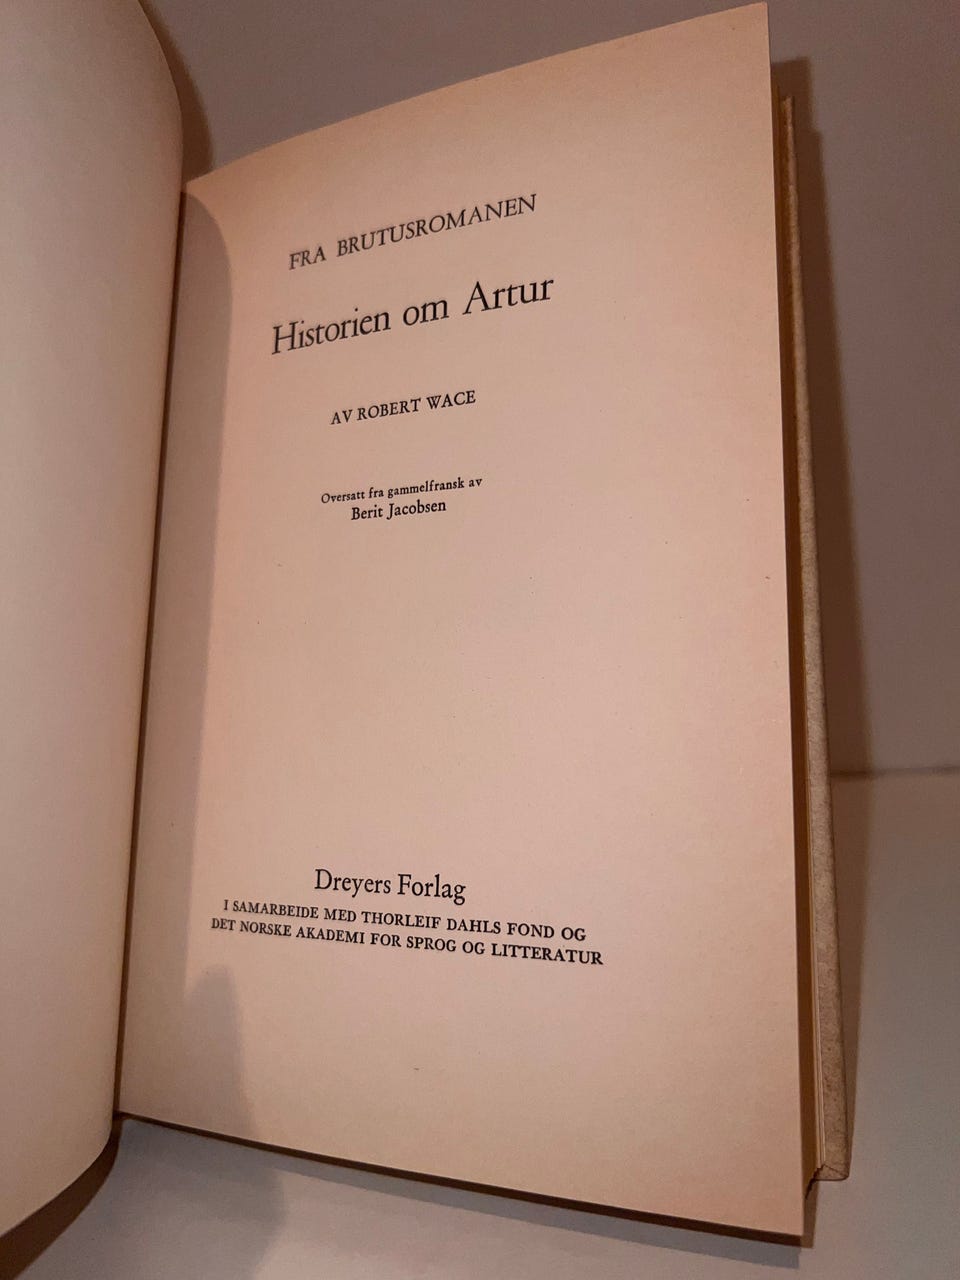 FRA BRUTUSROMANEN
Historien om Artur
AV ROBERT WACE
Oversatt fra gammelfransk av
Berit Jacobsen
Dreyers Forlag
I SAMARBEIDE MED THORLEIF DAHLS FOND OG
DET NORSKE AKADEMI FOR SPROG OG LITTERATUR